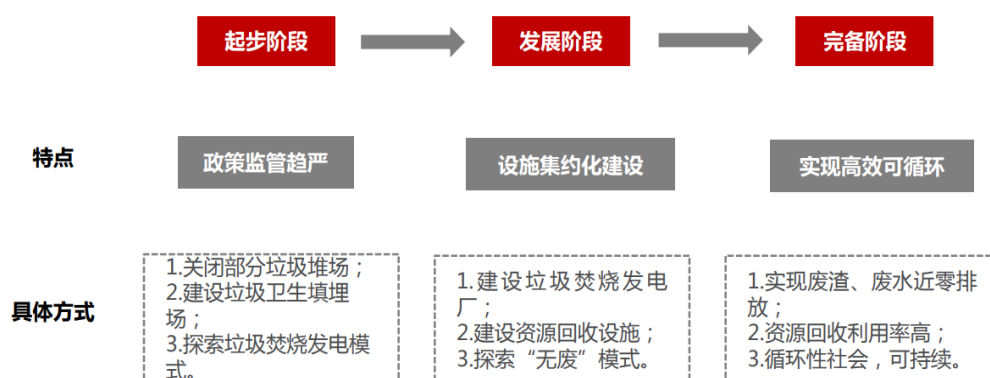 起步阶段
发展阶段
完备阶段
特点
政策监管趋严
设施集约化建设
实现高效可循环
具体方式
1.关闭部分垃圾堆场；
2.建设垃圾卫生填埋
场；
3.探索垃圾焚烧发电模
式。
1.建设垃圾焚烧发电
厂；
2.建设资源回收设施；
3.探索“无废”模式。
1.实现废渣、废水近零排
放；
2.资源回收利用率高；
3.循环性社会，可持续。